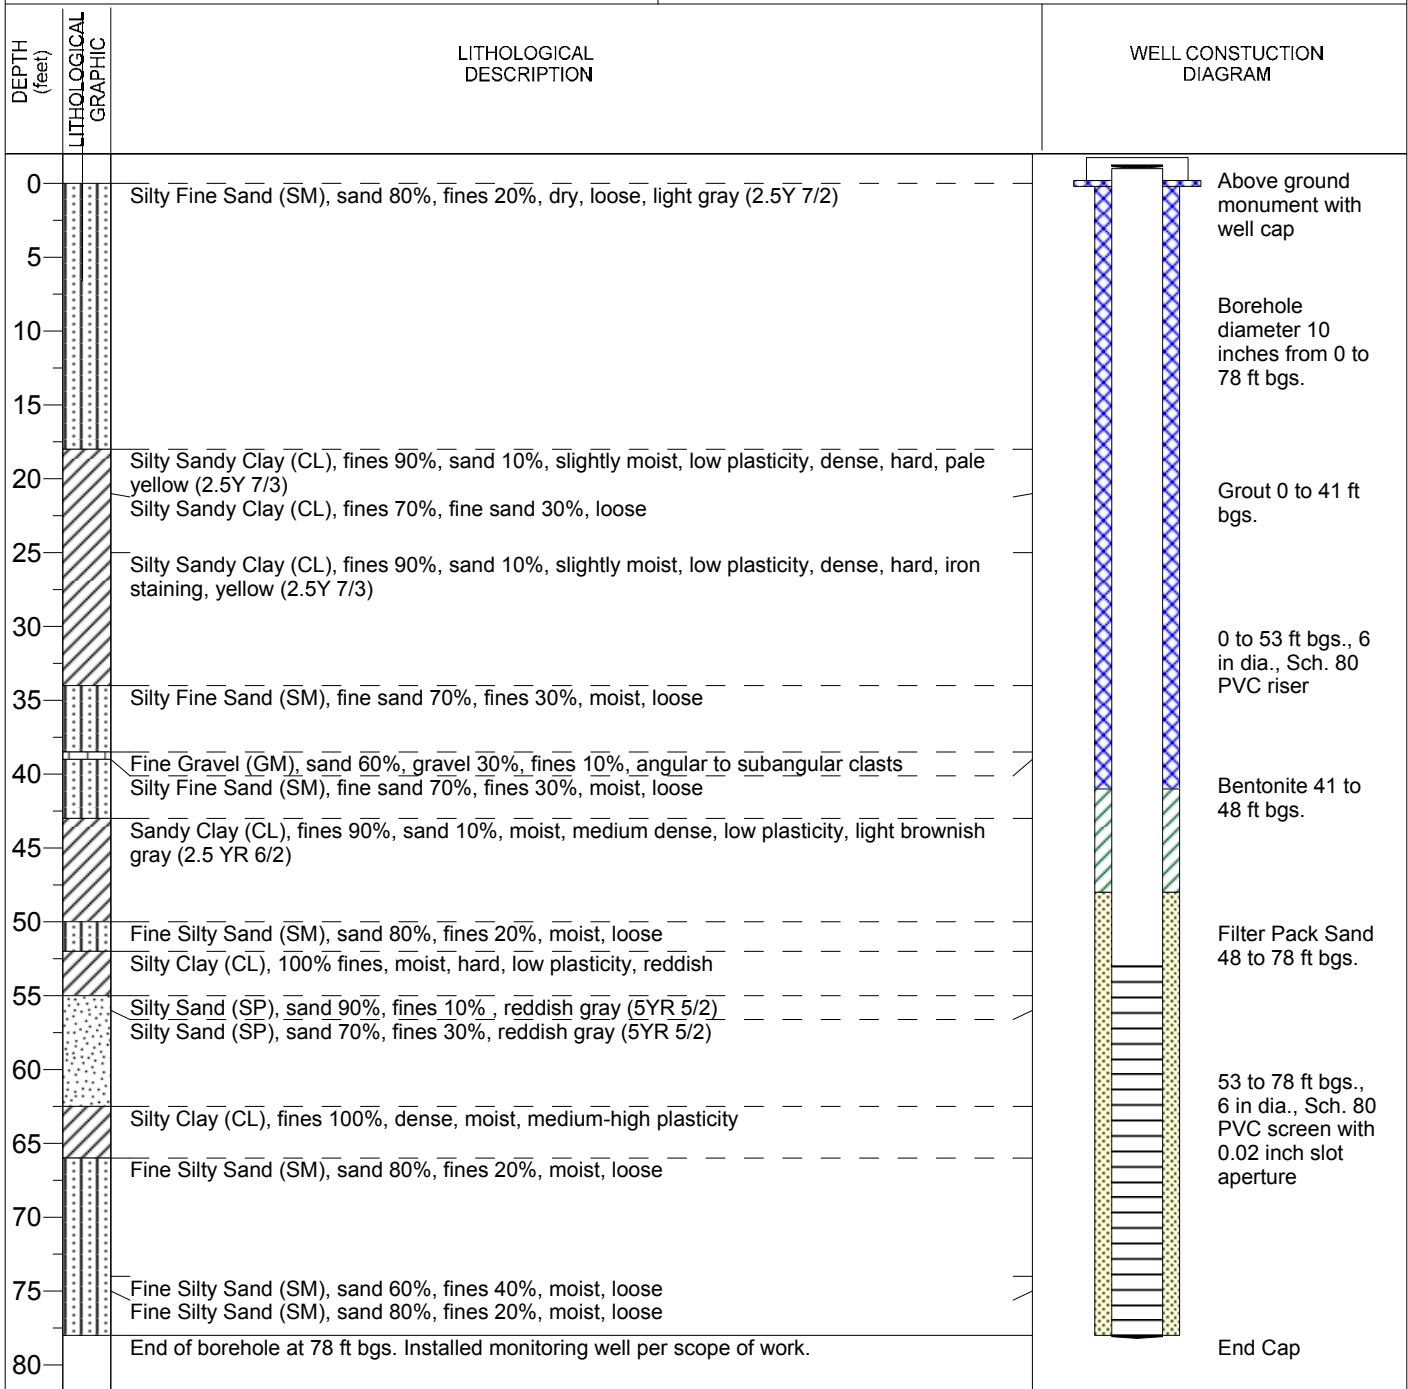 DEPTH
(feet)
LITHOLOGICAL
GRAPHIC
LITHOLOGICAL
DESCRIPTION
WELL CONSTUCTION
DIAGRAM
0
5
10
15
20
25
30
35
40
45
50
55
60
65
70
75
80
Silty Fine Sand (SM), sand 80%, fines 20%, dry, loose, light gray (2.5Y 7/2)
Silty Sandy Clay (CL), fines 90%, sand 10%, slightly moist, low plasticity, dense, hard, pale
yellow (2.5Y 7/3)
Silty Sandy Clay (CL), fines 70%, fine sand 30%, loose
Silty Sandy Clay (CL), fines 90%, sand 10%, slightly moist, low plasticity, dense, hard, iron
staining, yellow (2.5Y 7/3)
Silty Fine Sand (SM), fine sand 70%, fines 30%, moist, loose
Fine Gravel (GM), sand 60%, gravel 30%, fines 10%, angular to subangular clasts
Silty Fine Sand (SM), fine sand 70%, fines 30%, moist, loose
Sandy Clay (CL), fines 90%, sand 10%, moist, medium dense, low plasticity, light brownish
gray (2.5 YR 6/2)
Fine Silty Sand (SM), sand 80%, fines 20%, moist, loose
Silty Clay (CL), 100% fines, moist, hard, low plasticity, reddish
Silty Sand (SP), sand 90%, fines 10% , reddish gray (5YR 5/2)
Silty Sand (SP), sand 70%, fines 30%, reddish gray (5YR 5/2)
Silty Clay (CL), fines 100%, dense, moist, medium-high plasticity
Fine Silty Sand (SM), sand 80%, fines 20%, moist, loose
Fine Silty Sand (SM), sand 60%, fines 40%, moist, loose
Fine Silty Sand (SM), sand 80%, fines 20%, moist, loose
End of borehole at 78 ft bgs. Installed monitoring well per scope of work.
Above ground
monument with
well cap
Borehole
diameter 10
inches from 0 to
78 ft bgs.
Grout 0 to 41 ft
bgs.
0 to 53 ft bgs., 6
in dia., Sch. 80
PVC riser
Bentonite 41 to
48 ft bgs.
Filter Pack Sand
48 to 78 ft bgs.
53 to 78 ft bgs.,
6 in dia., Sch. 80
PVC screen with
0.02 inch slot
aperture
End Cap